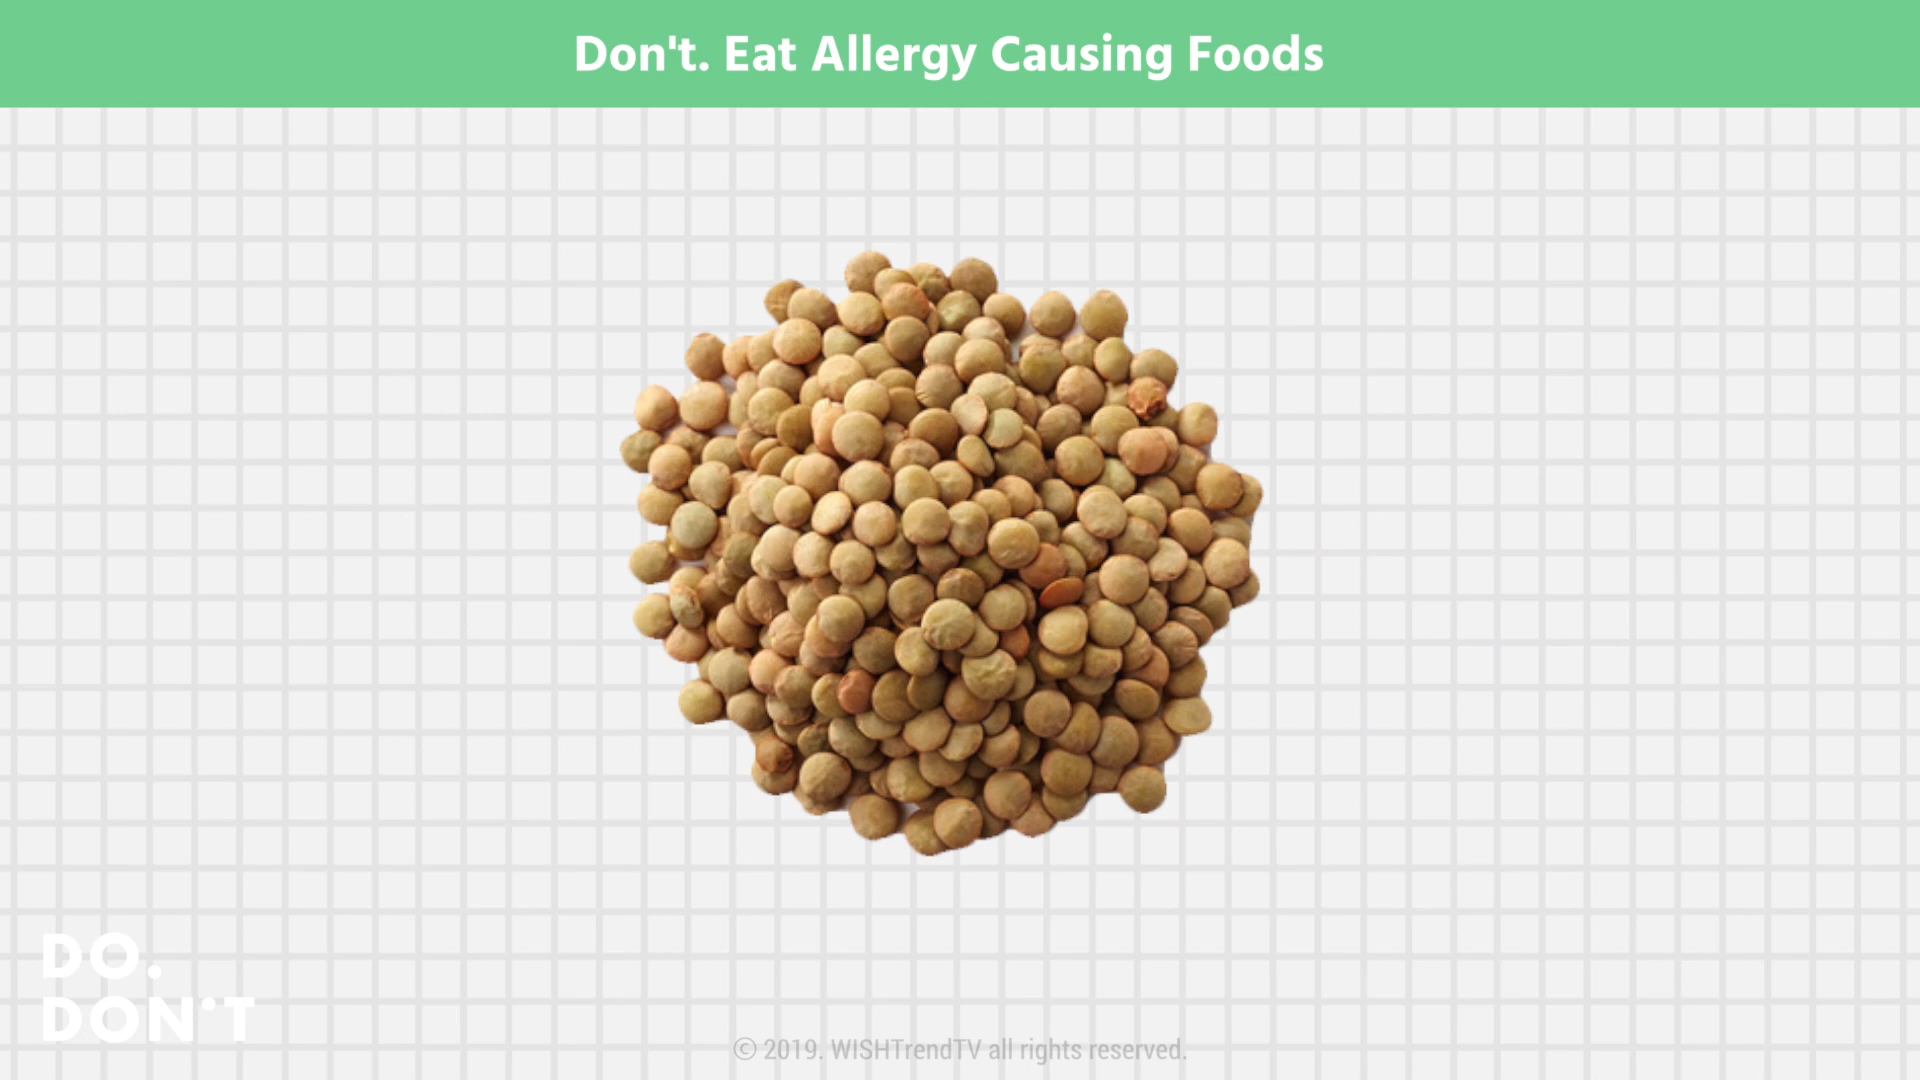 Don't. Eat Allergy Causing Foods
DO.
DON'T
© 2019. WISHTrendTV all rights reserved.